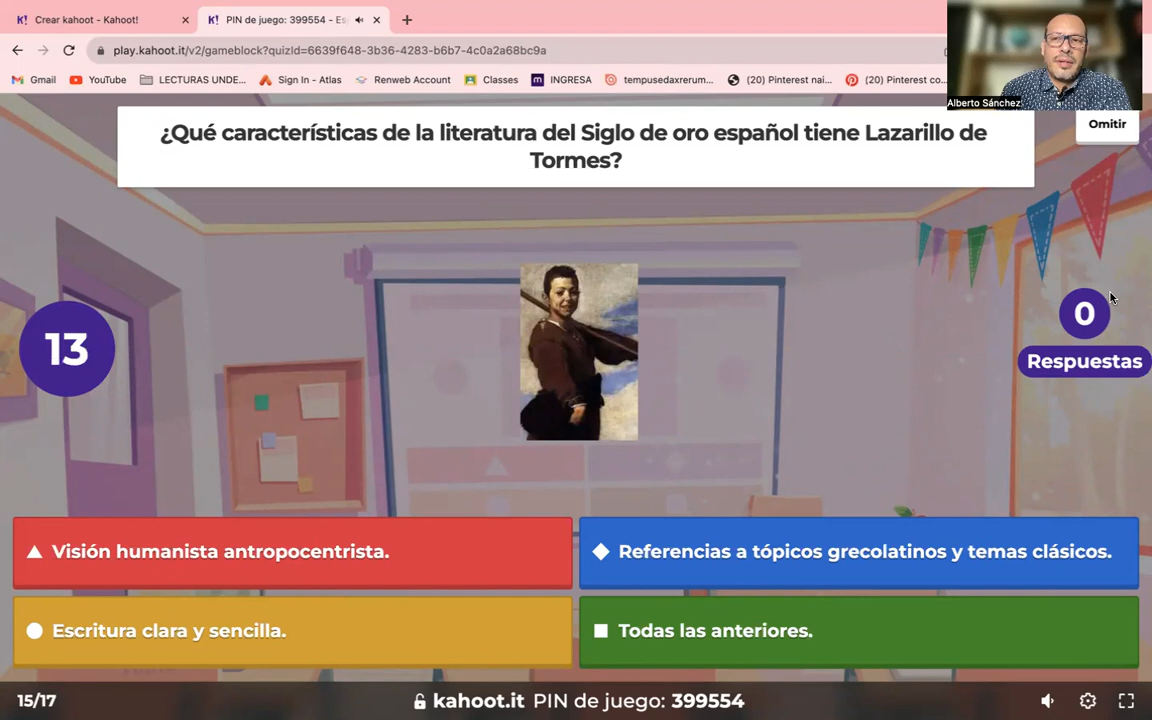 Crear kahoot - Kahoot!
PIN de juego: 399554 - Es
play.kahoot.it/v2/gameblock?quizId=6639f648-3b36-4283-b6b7-4c0a2a68bc9a
Gmail
YouTube
LECTURAS UNDE...
Sign In - Atlas
Renweb Account
Classes
INGRESA
tempusedaxrerum...
(20) Pinterest nai...
(20) Pinterest co...
Alberto Sánchez
Omitir
¿Qué características de la literatura del Siglo de oro español tiene Lazarillo de
Tormes?
13
0
Respuestas
Visión humanista antropocentrista.
Referencias a tópicos grecolatinos y temas clásicos.
Escritura clara y sencilla.
Todas las anteriores.
15/17
kahoot.it PIN de juego: 399554